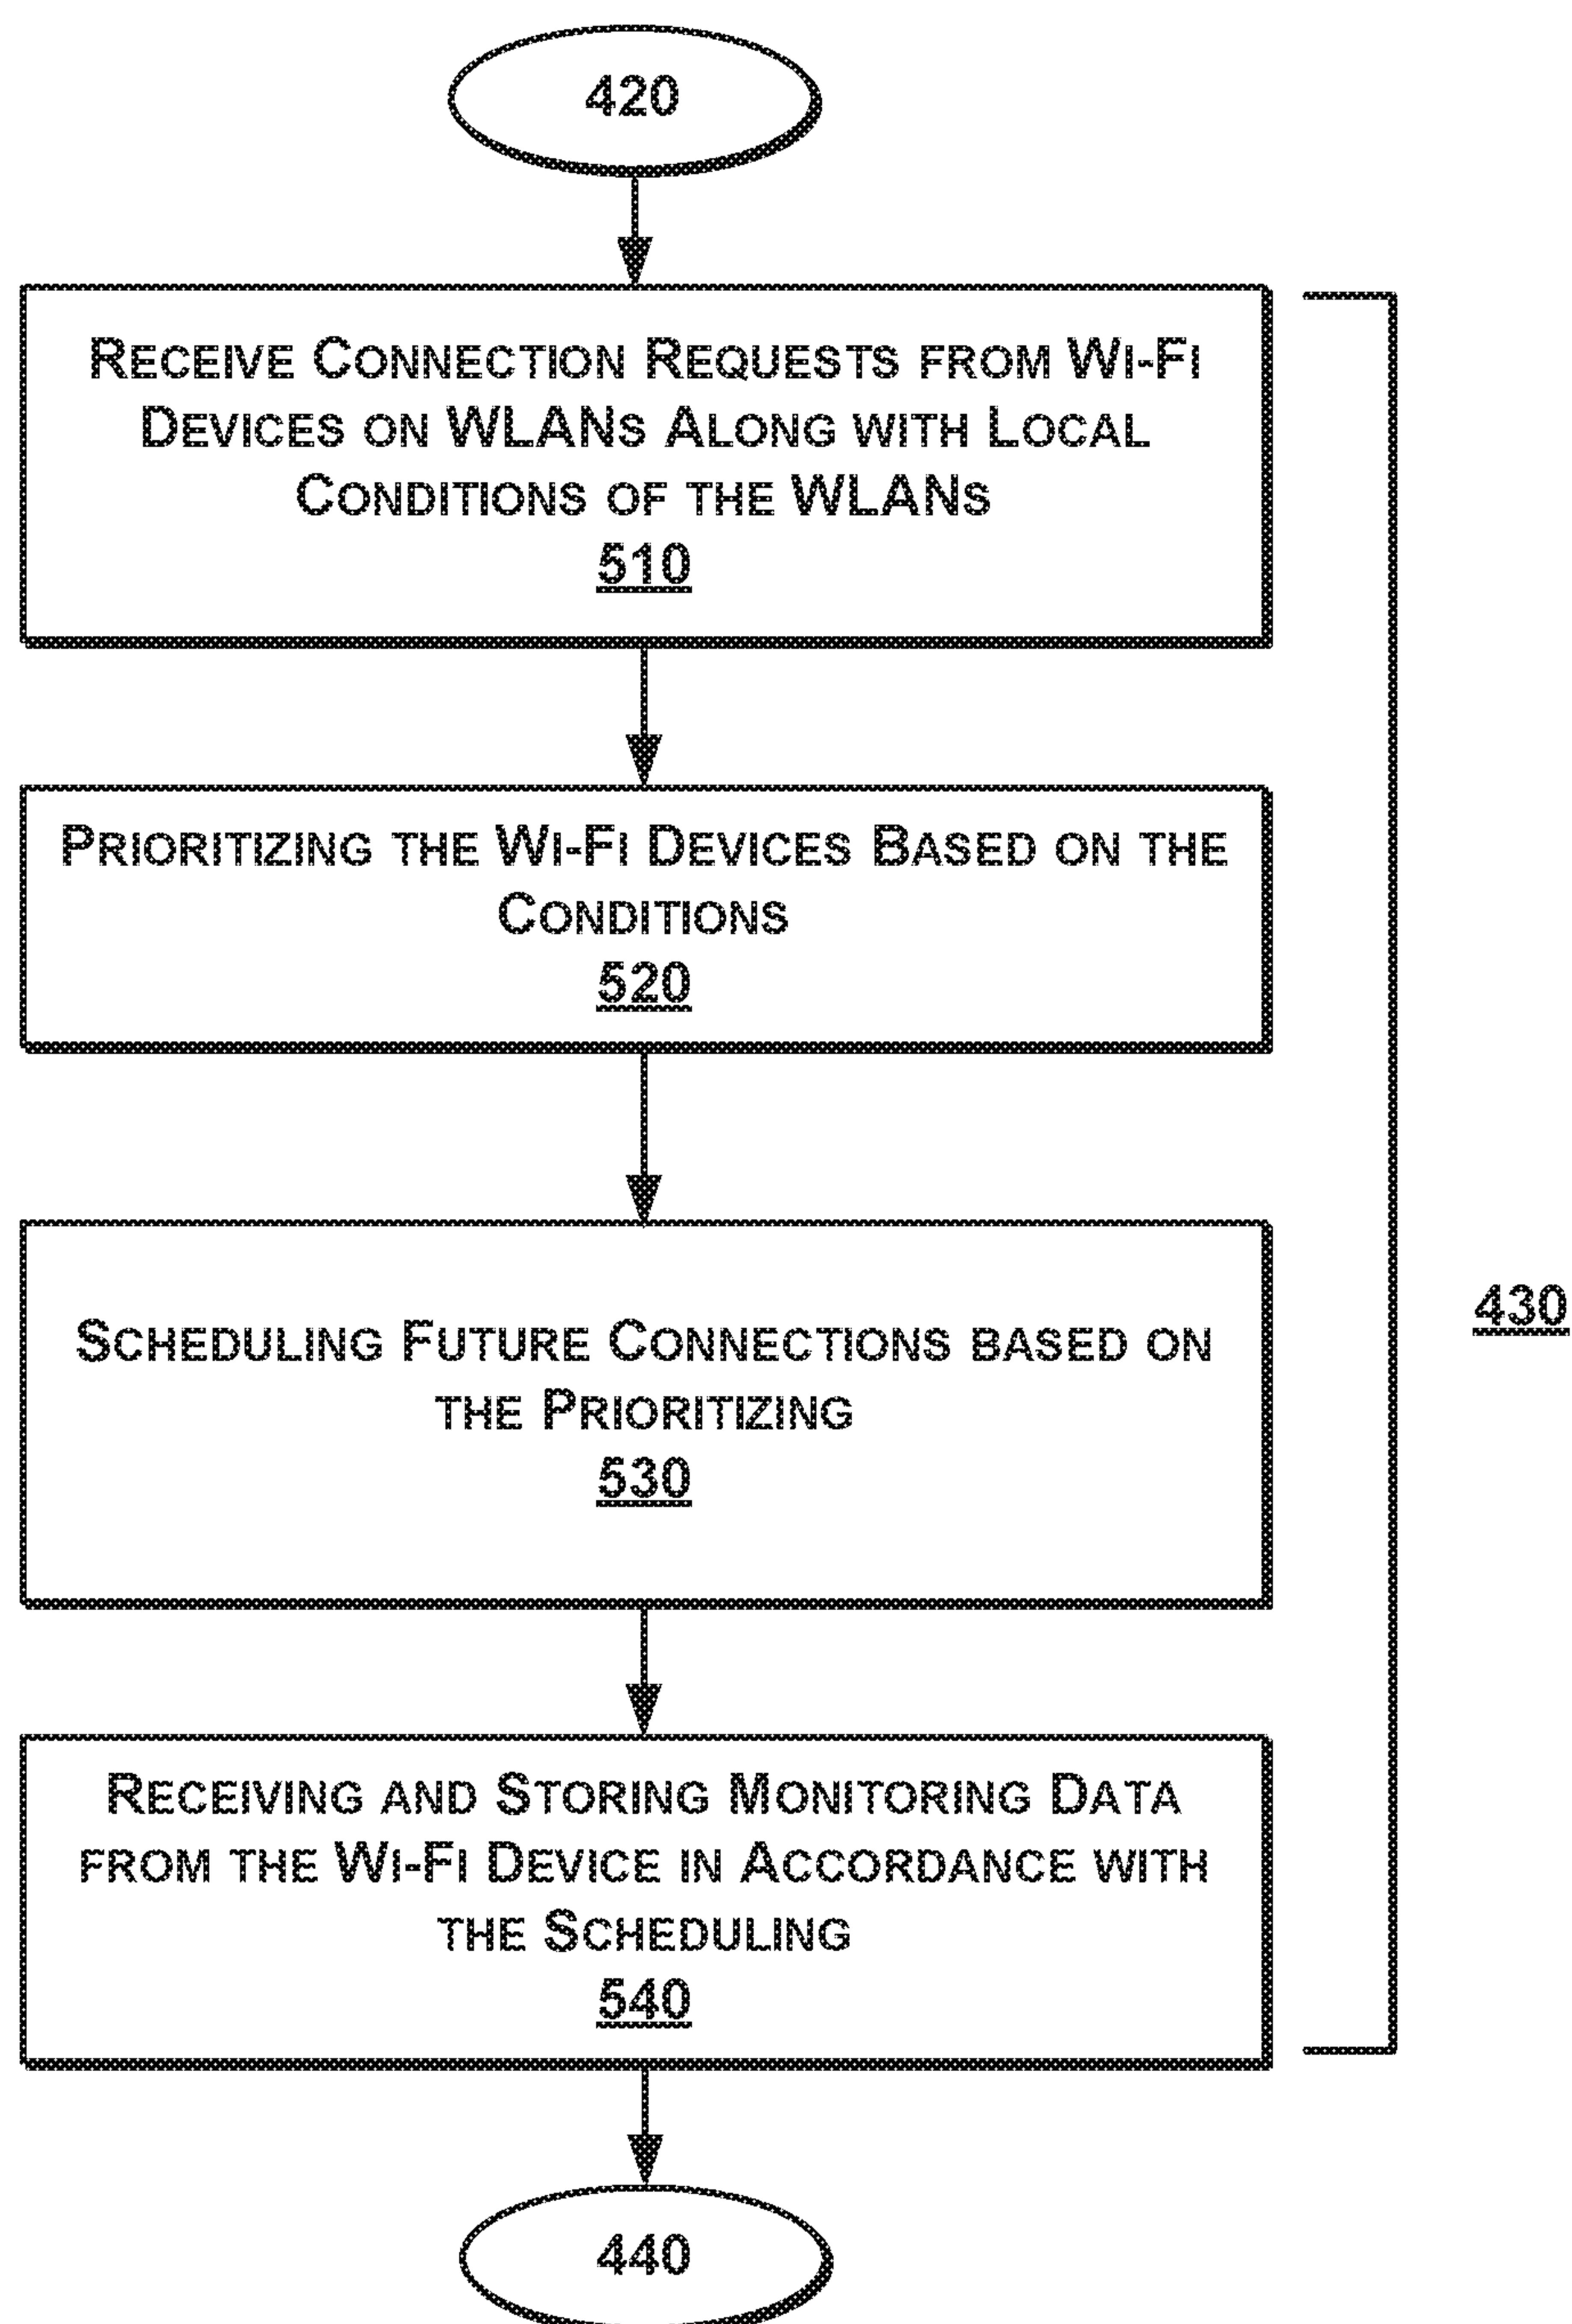 420
RECEIVE CONNECTION REQUESTS FROM WI-FI
DEVICES ON WLANS ALONG WITH LOCAL
CONDITIONS OF THE WLANS
510
PRIORITIZING THE WI-FI DEVICES BASED ON THE
CONDITIONS
520
SCHEDULING FUTURE CONNECTIONS BASED ON
THE PRIORITIZING
530
430
RECEIVING AND STORING MONITORING DATA
FROM THE WI-FI DEVICE IN ACCORDANCE WITH
THE SCHEDULING
540
440